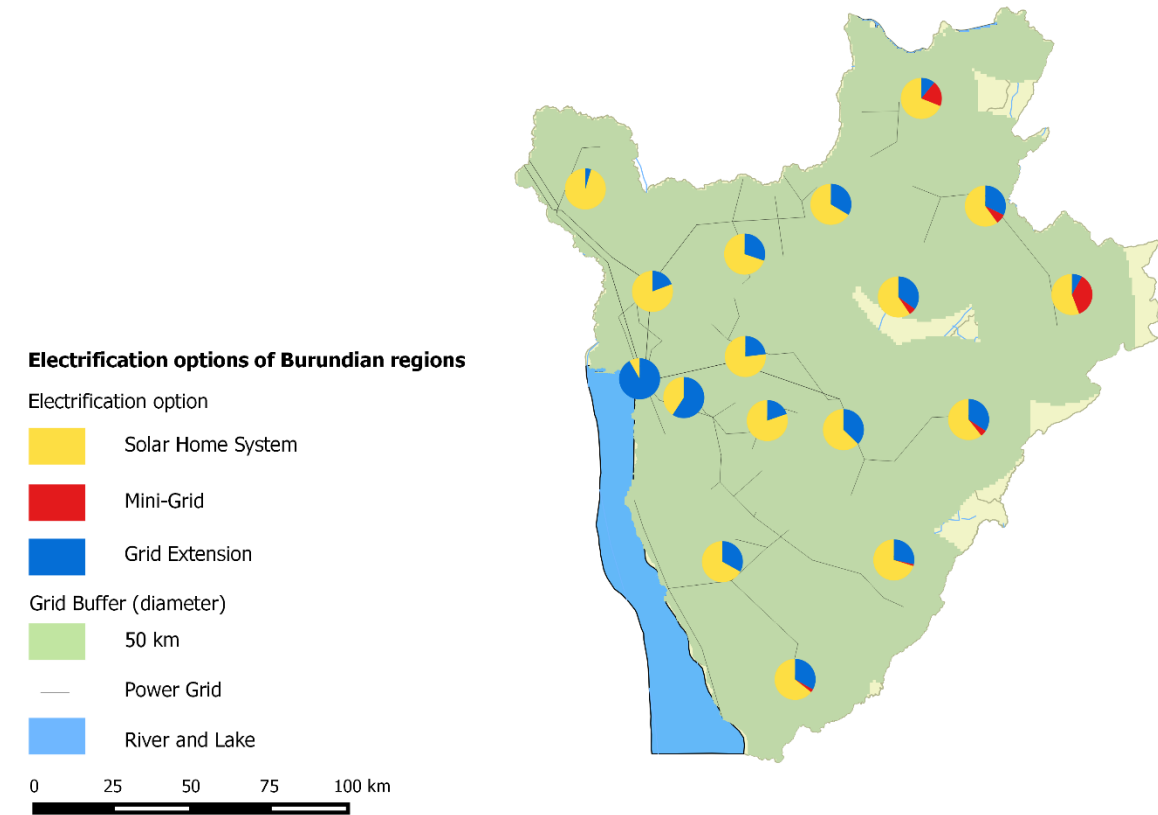 Electrification options of Burundian regions
Electrification option
Solar Home System
Mini-Grid
Grid Extension
Grid Buffer (diameter)
50 km
Power Grid
River and Lake
0 25 50 75 100 km